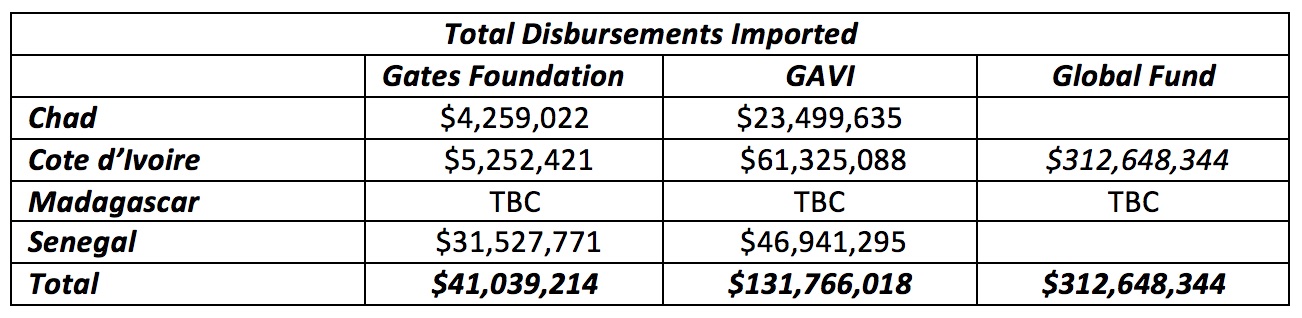 Total Disbursements Imported
Gates Foundation GAVI Global Fund
Chad $4,259,022 $23,499,635
Cote d’Ivoire $5,252,421 $61,325,088 $312,648,344
Madagascar TBC TBC TBC
Senegal $31,527,771 $46,941,295
Total $41,039,214 $131,766,018 $312,648,344